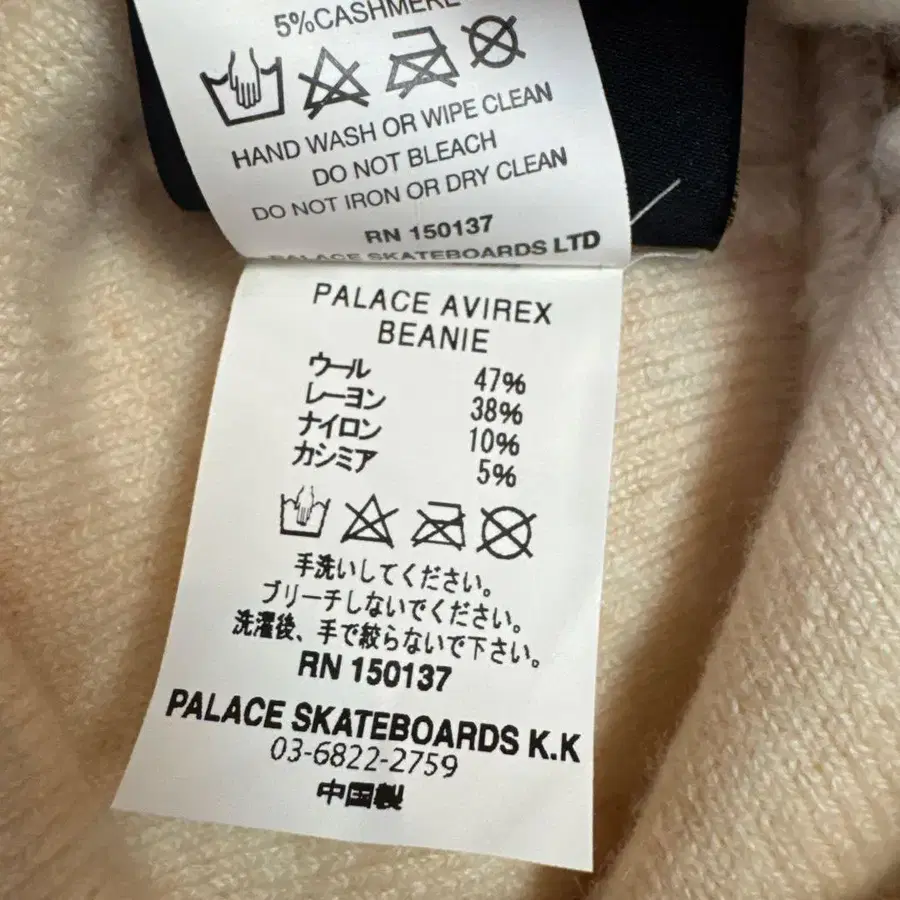 5%CASHMERE
HAND WASH OR WIPE CLEAN
DO NOT BLEACH
DO NOT IRON OR DRY CLEAN
RN 150137
PALACE SKATEBOARDS LTD
PALACE AVIREX
BEANIE
ウール 47%
レーヨン 38%
ナイロン 10%
カシミア 5%
手洗いしてください。
ブリーチしないでください。
洗濯後、手で絞らないで下さい。
RN 150137
PALACE SKATEBOARDS K.K
03-6822-2759
中国製